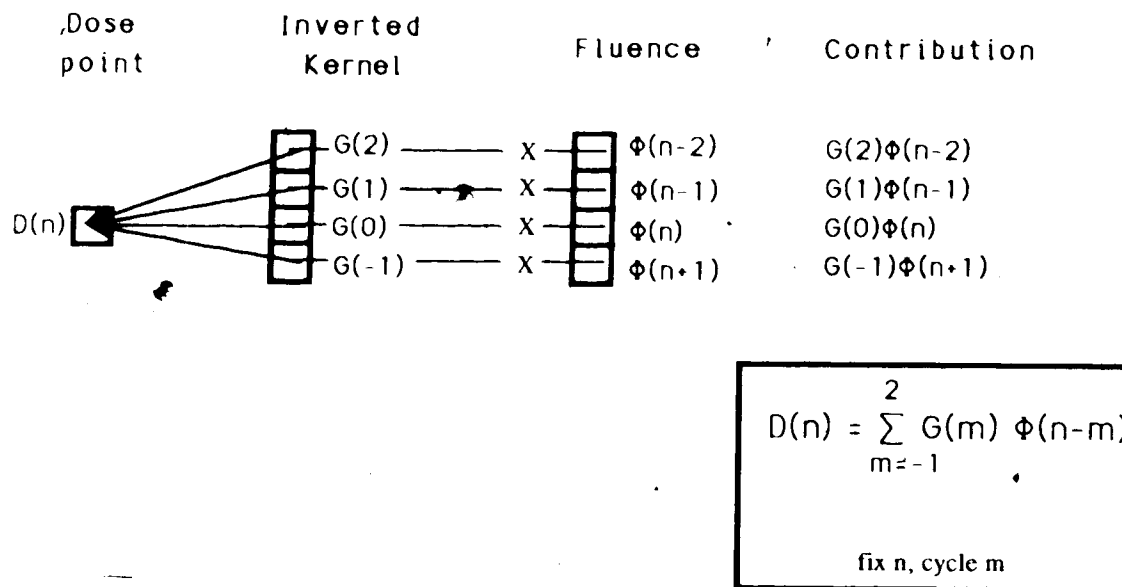 Dose point Inverted Kernel Fluence Contribution
G(2) X Φ(n-2) G(2)Φ(n-2)
G(1) X Φ(n-1) G(1)Φ(n-1)
D(n) G(0) X Φ(n) G(0)Φ(n)
G(-1) X Φ(n+1) G(-1)Φ(n+1)
2
D(n) = Σ G(m) Φ(n-m)
m=-1
fix n, cycle m